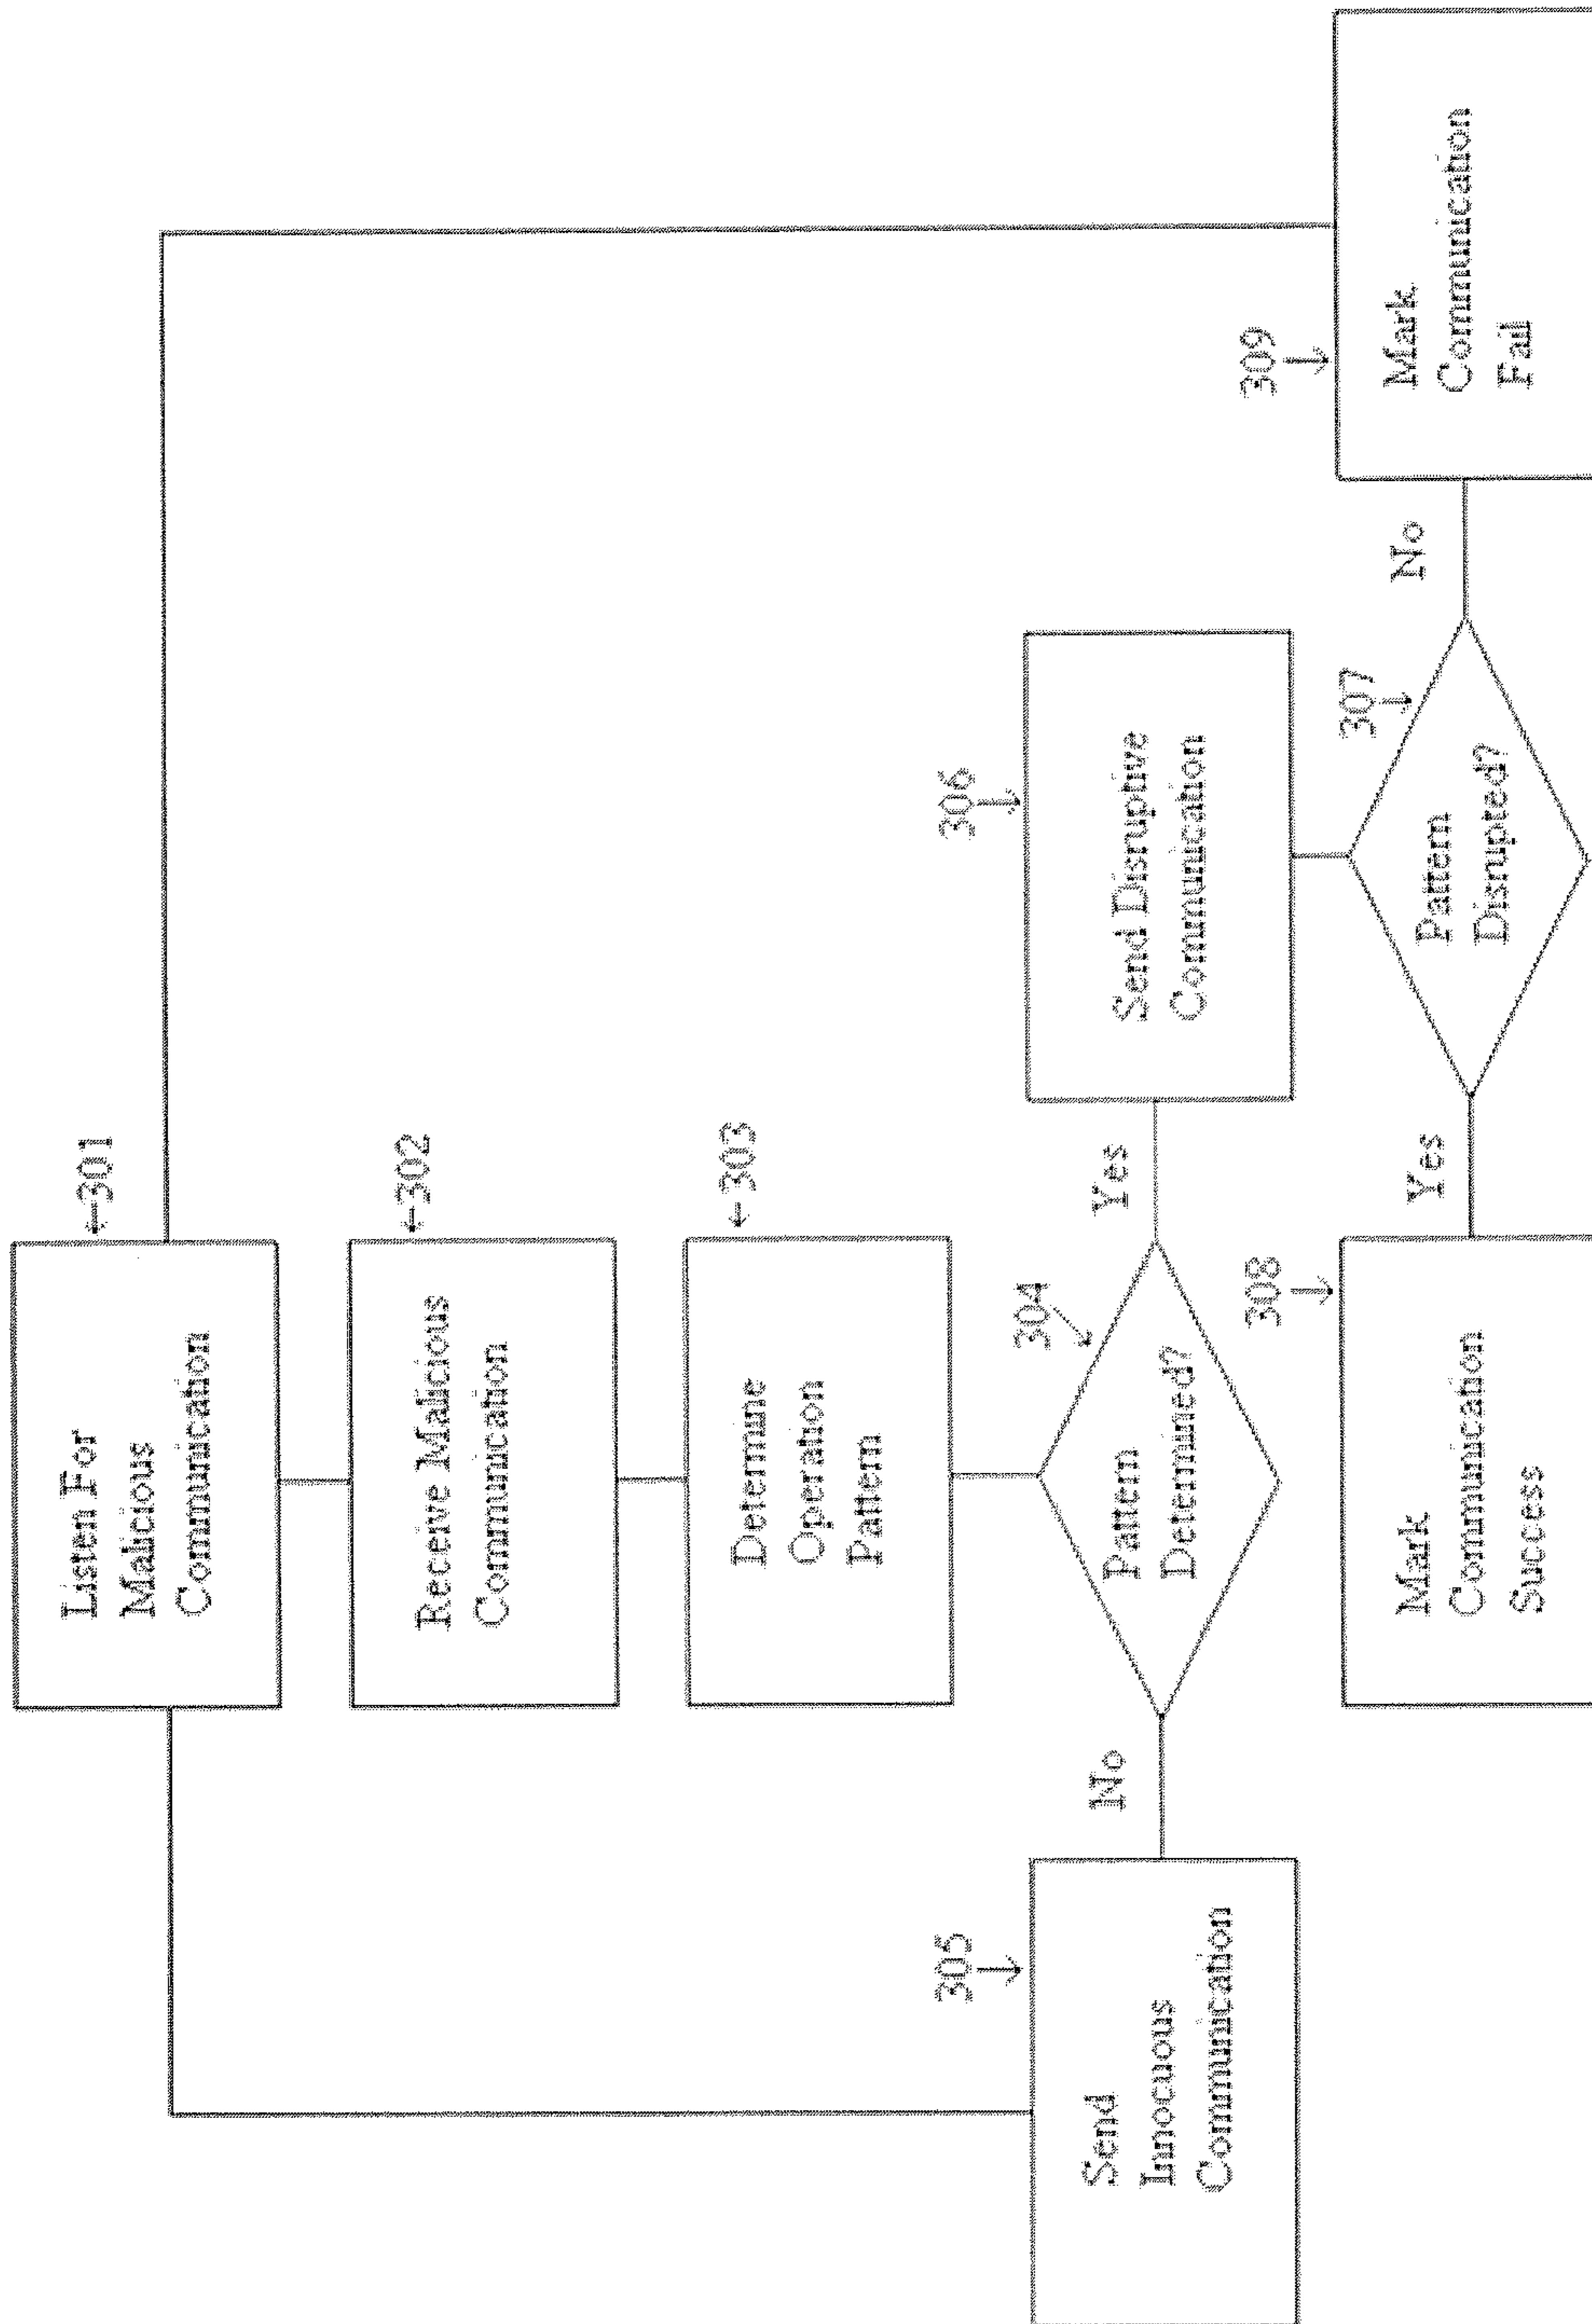 Listen For
Malicious
Communication
←301
Receive Malicious
Communication
←302
Determine
Operation
Pattern
←303
Pattern
Determined?
304
No
Yes
Send
Innocuous
Communication
305
Send Disruptive
Communication
306
Pattern
Disrupted?
307
Yes
No
Mark
Communication
Success
308
Mark
Communication
Fail
309